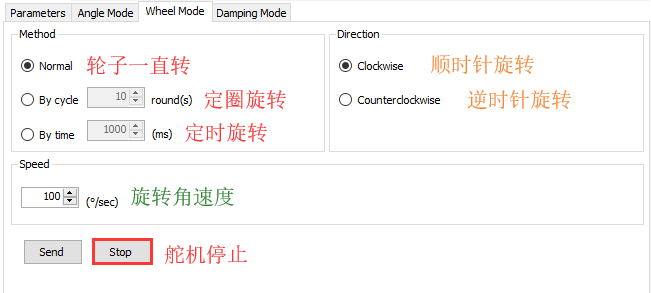 Parameters Angle Mode Wheel Mode Damping Mode
Method
Normal 轮子一直转
By cycle 10 round(s) 定圈旋转
By time 1000 (ms) 定时旋转
Direction
Clockwise 顺时针旋转
Counterclockwise 逆时针旋转
Speed
100 (°/sec) 旋转角速度
Send Stop 舵机停止